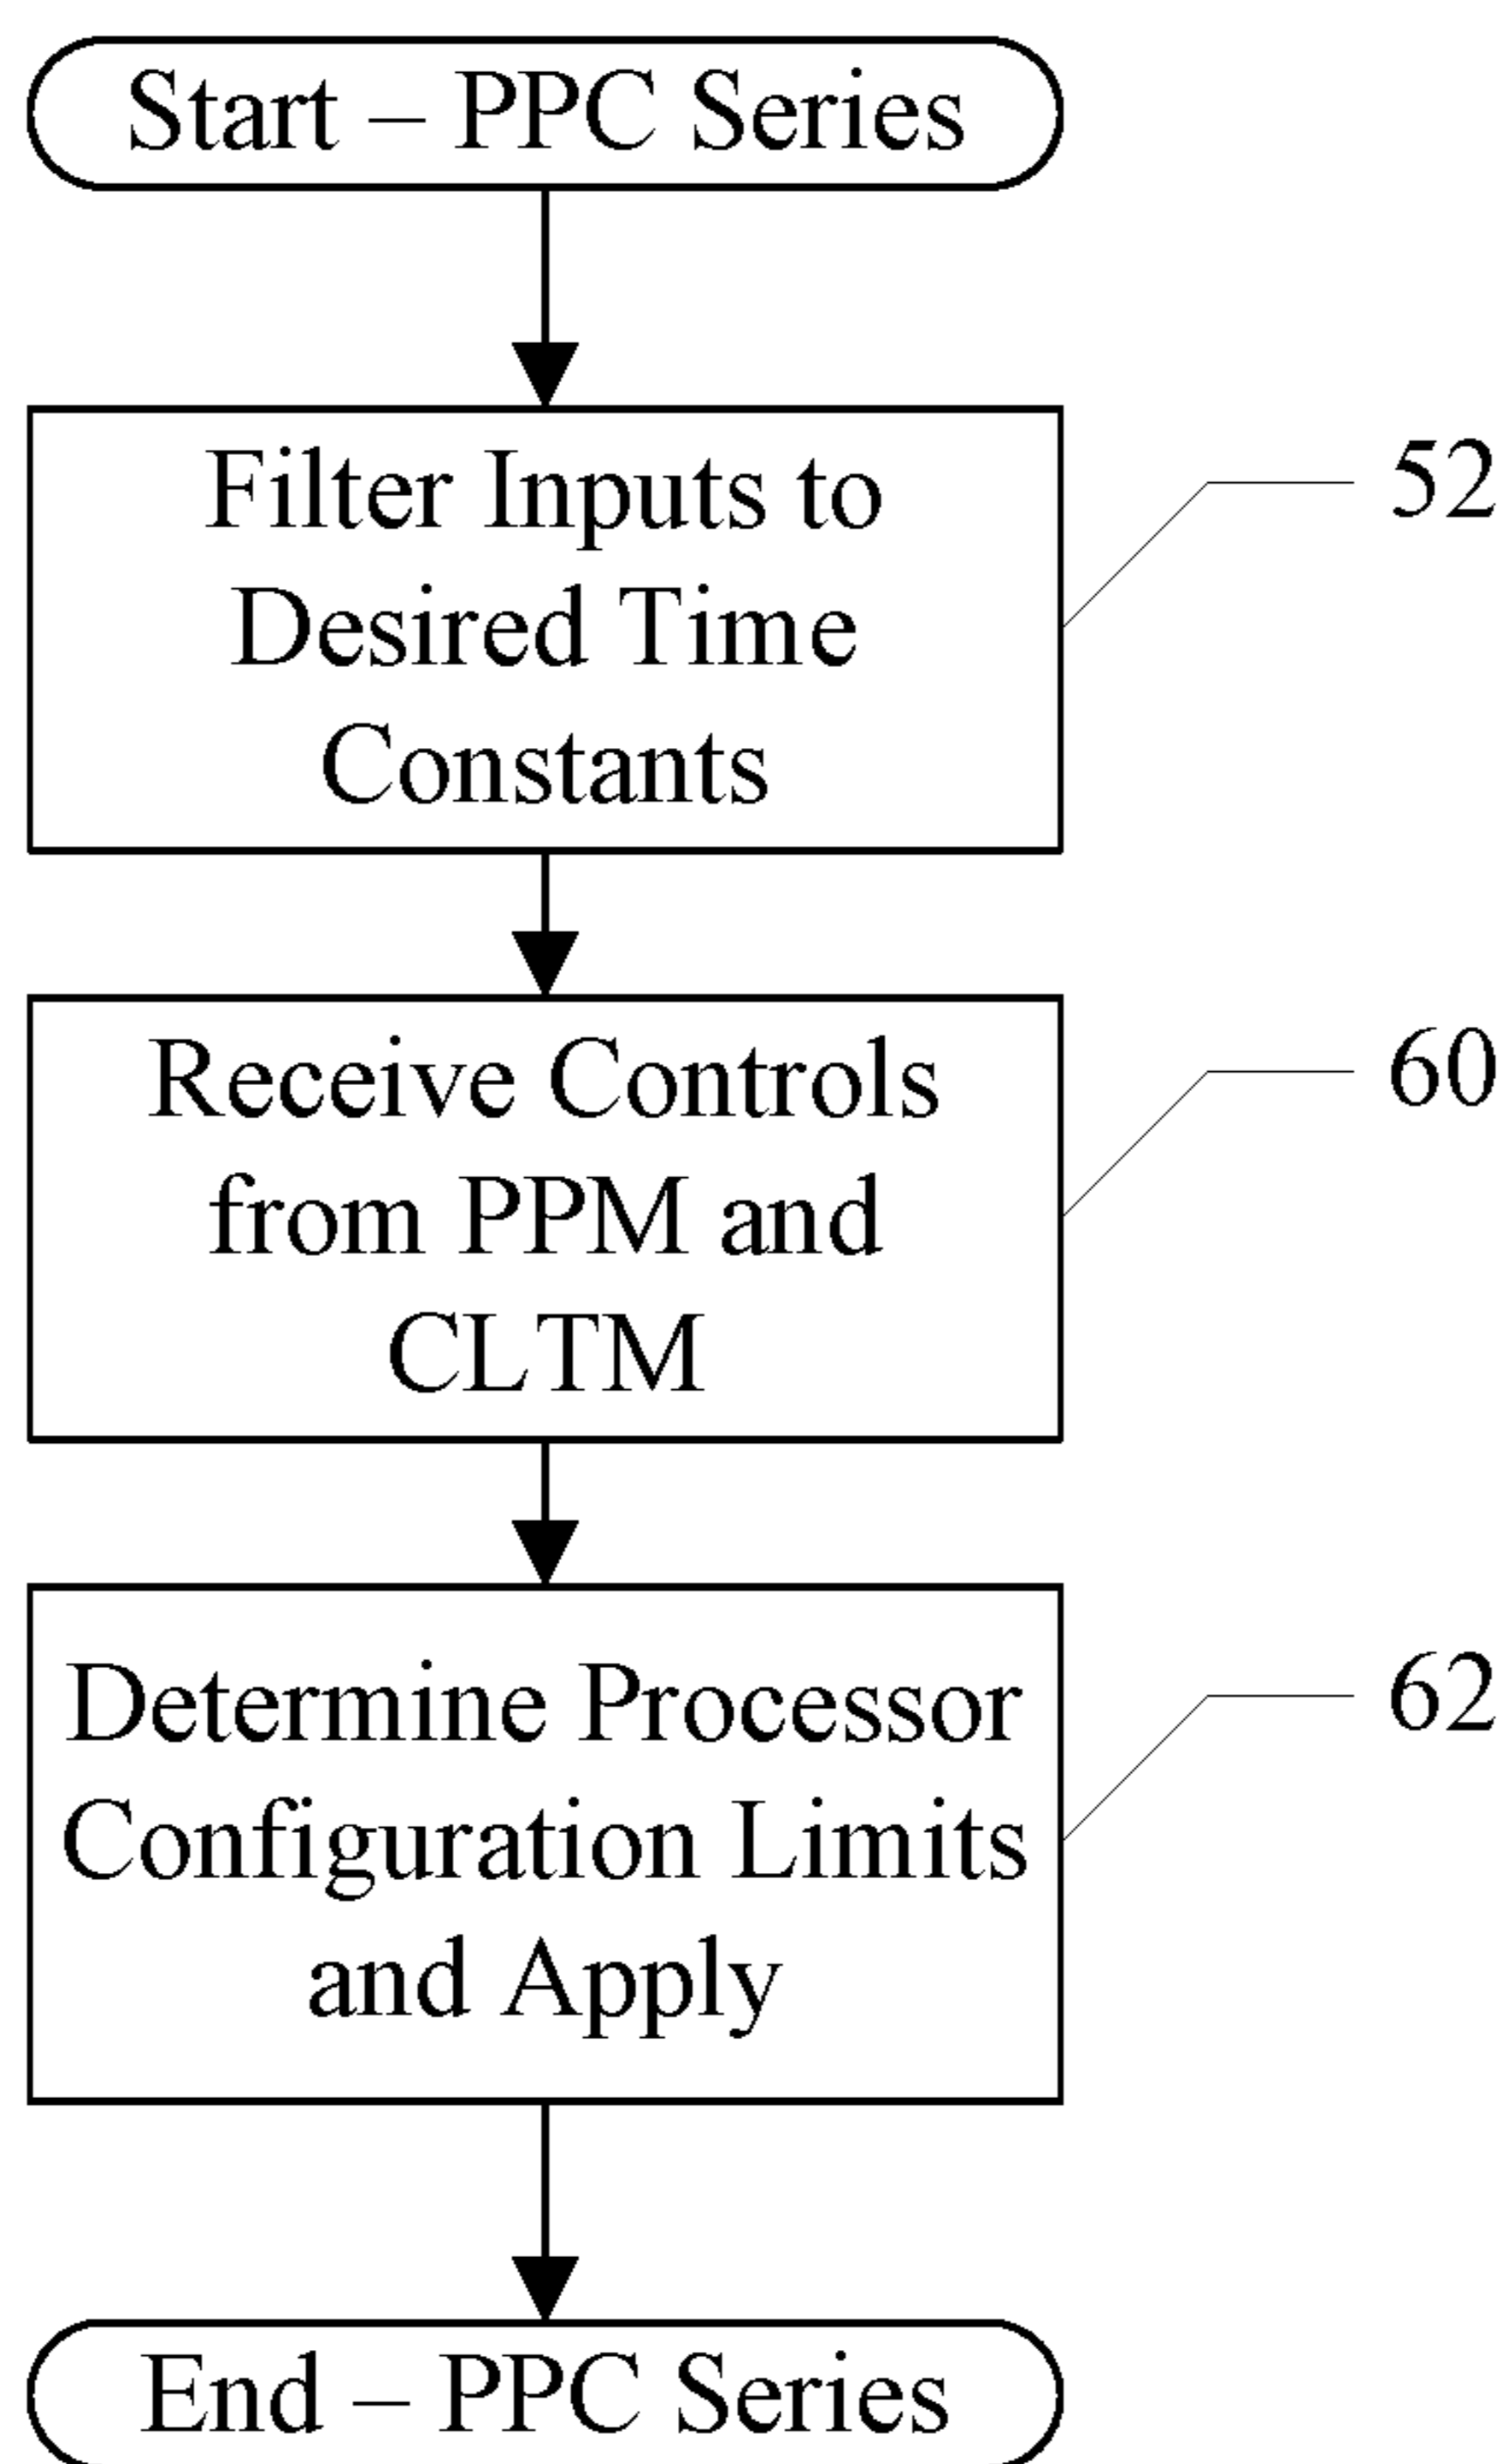 Start – PPC Series
Filter Inputs to
Desired Time
Constants
52
Receive Controls
from PPM and
CLTM
60
Determine Processor
Configuration Limits
and Apply
62
End – PPC Series